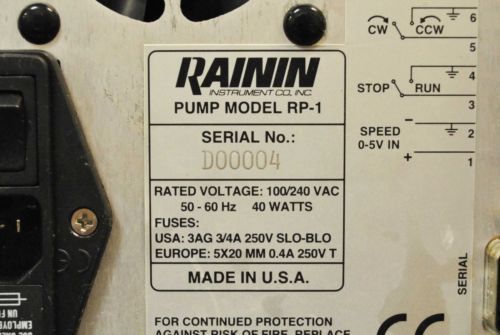 RAININ
INSTRUMENT CO, INC.
PUMP MODEL RP-1
SERIAL No.:
D00004
RATED VOLTAGE: 100/240 VAC
50 - 60 Hz 40 WATTS
FUSES:
USA: 3AG 3/4A 250V SLO-BLO
EUROPE: 5X20 MM 0.4A 250V T
MADE IN U.S.A.
FOR CONTINUED PROTECTION
AGAINST RISK OF FIRE, REPLACE
CW CCW
6
5
STOP RUN
4
3
SPEED
0-5V IN
−
+
2
1
SERIAL
CE